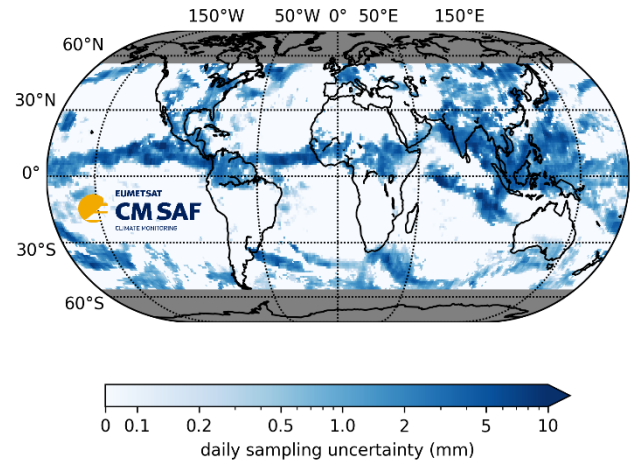 150°W 50°W 0° 50°E 150°E
60°N
30°N
0°
30°S
60°S
EUMETSAT
CM SAF
CLIMATE MONITORING
0 0.1 0.2 0.5 1.0 2 5 10
daily sampling uncertainty (mm)